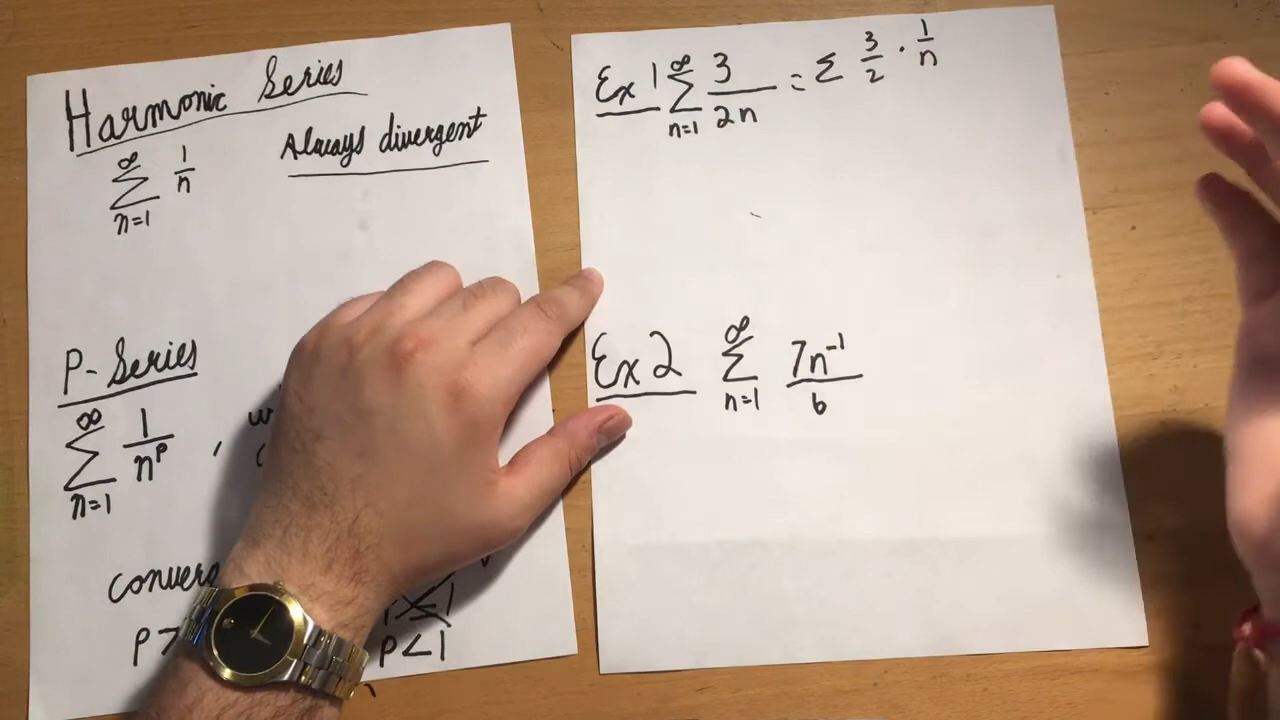 Harmonic Series
Always divergent
∞
∑ 1/n
n=1
P-Series
∞
∑ 1/n^p ,
n=1
p<1
Ex 1 ∞
∑ 3/2n = ∑ 3/2 · 1/n
n=1
Ex 2 ∞
∑ 7n^-1/6
n=1